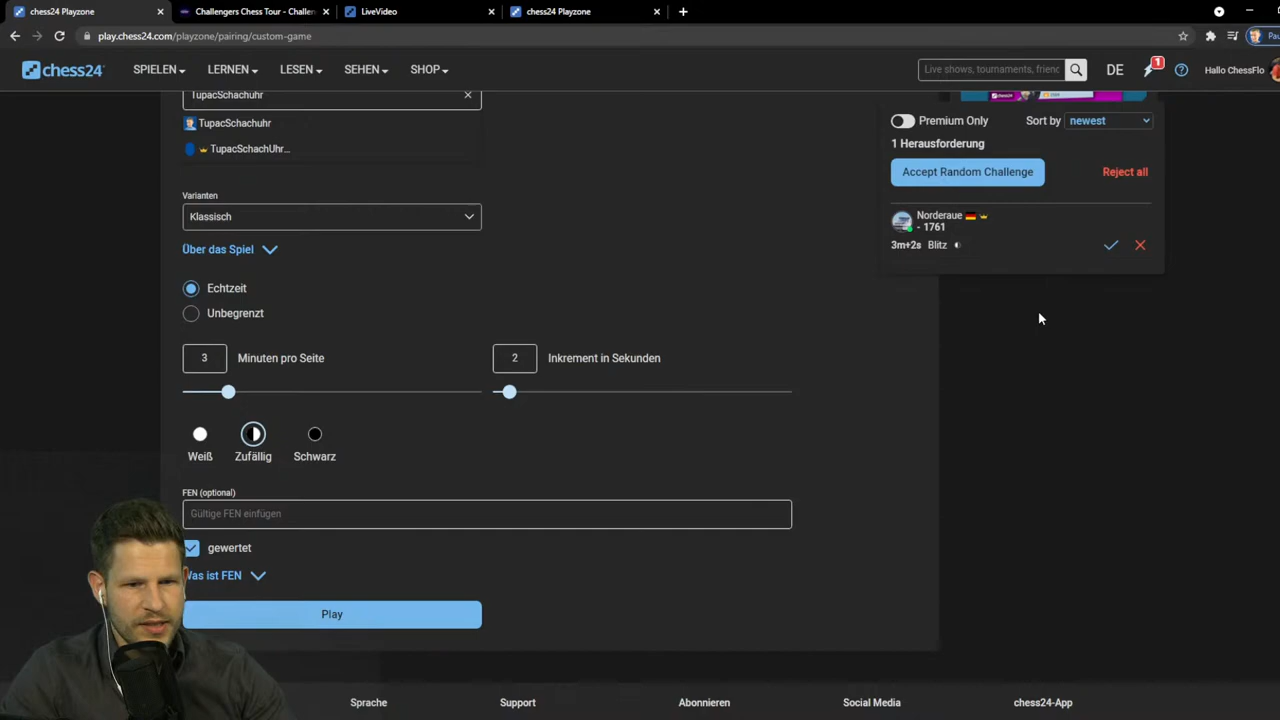 chess24 Playzone
Challengers Chess Tour - Challen
LiveVideo
chess24 Playzone
play.chess24.com/playzone/pairing/custom-game
Pau
chess24
SPIELEN
LERNEN
LESEN
SEHEN
SHOP
Live shows, tournaments, frienc
DE
1
Hallo ChessFlo
TupacSchachuhr
TupacSchachuhr
TupacSchachUhr...
Varianten
Klassisch
Über das Spiel
Echtzeit
Unbegrenzt
3 Minuten pro Seite
2 Inkrement in Sekunden
Weiß
Zufällig
Schwarz
FEN (optional)
Gültige FEN einfügen
gewertet
Was ist FEN
Play
Premium Only
Sort by newest
1 Herausforderung
Accept Random Challenge
Reject all
Norderaue
- 1761
3m+2s Blitz
Sprache
Support
Abonnieren
Social Media
chess24-App